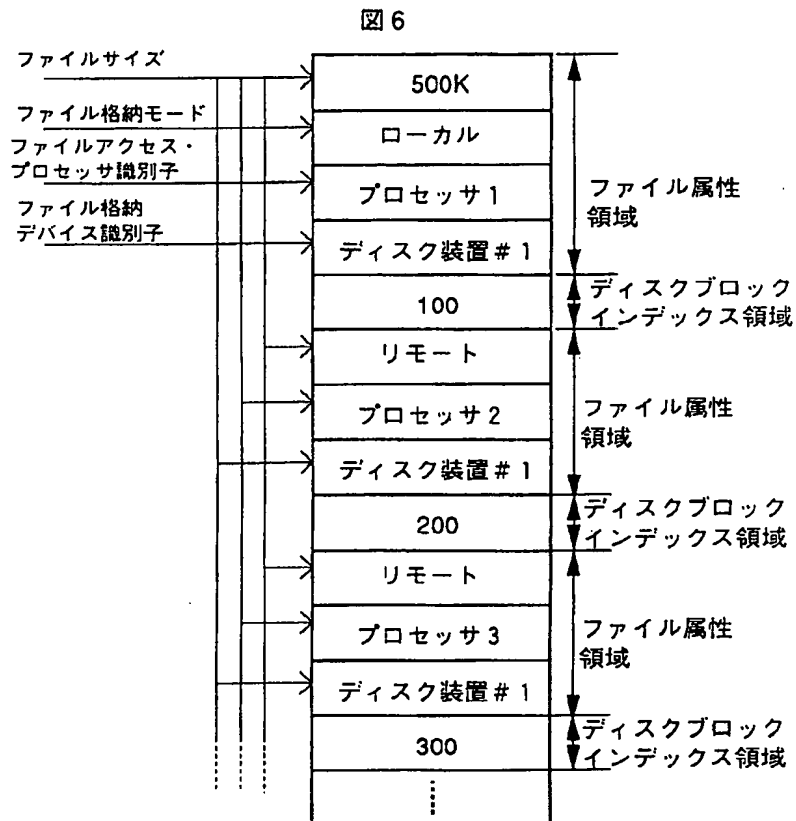 図6
ファイルサイズ
ファイル格納モード
ファイルアクセス・
プロセッサ識別子
ファイル格納
デバイス識別子
500K
ローカル
プロセッサ1
ディスク装置#1
ファイル属性
領域
100
ディスクブロック
インデックス領域
リモート
プロセッサ2
ディスク装置#1
ファイル属性
領域
200
ディスクブロック
インデックス領域
リモート
プロセッサ3
ディスク装置#1
ファイル属性
領域
300
ディスクブロック
インデックス領域